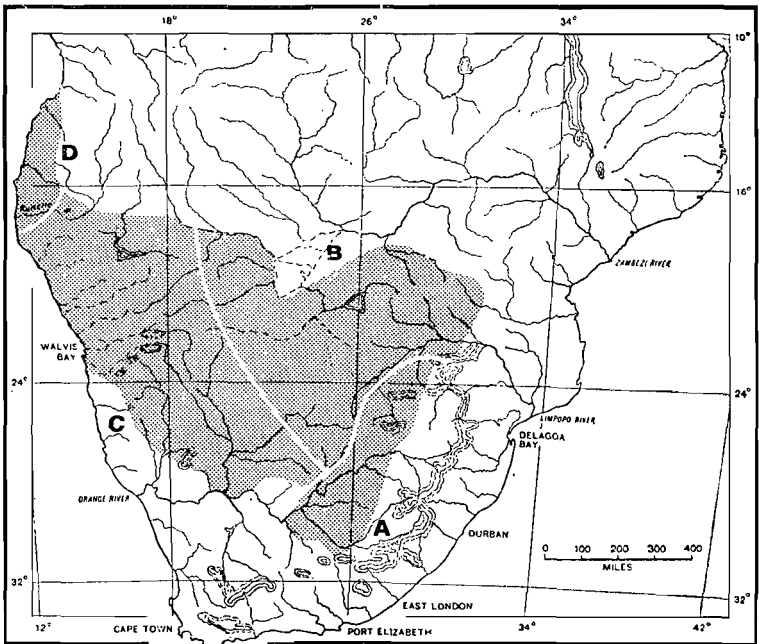 18°
26°
34°
10°
D
16°
B
ZAMBEZI RIVER
WALVIS
BAY
24°
24°
C
LIMPOPO RIVER
DELAGOA
BAY
ORANGE RIVER
A
DURBAN
0 100 200 300 400
MILES
32°
32°
EAST LONDON
12°
CAPE TOWN
PORT ELIZABETH
34°
42°